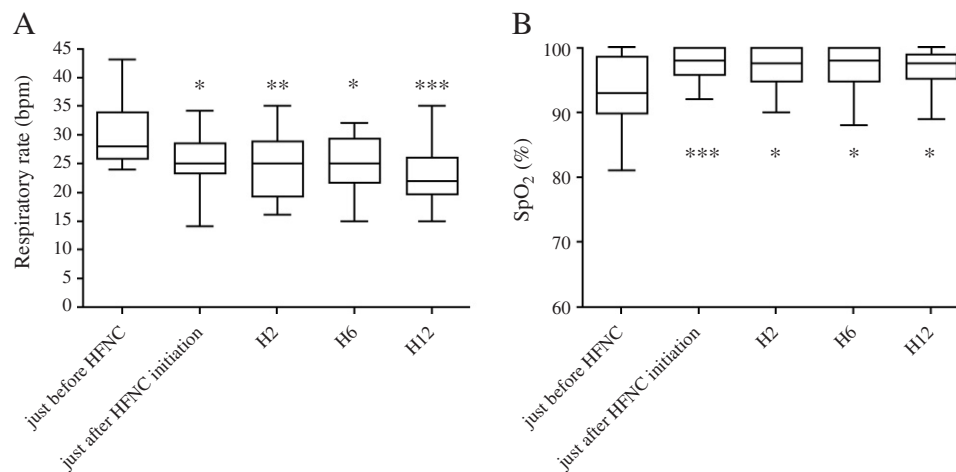 A
Respiratory rate (bpm)
45
40
35
30
25
20
15
10
5
0
*
**
*
***
just before HFNC
just after HFNC initiation
H2
H6
H12
B
SpO₂ (%)
100
90
80
70
60
***
*
*
*
just before HFNC
just after HFNC initiation
H2
H6
H12